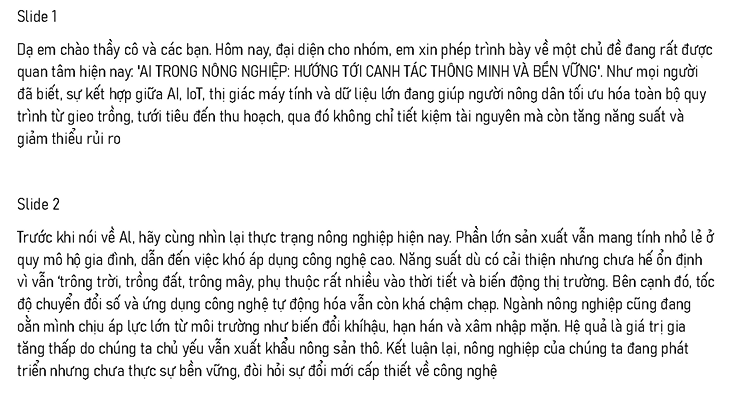 Slide 1
Dạ em chào thầy cô và các bạn. Hôm nay, đại diện cho nhóm, em xin phép trình bày về một chủ đề đang rất được
quan tâm hiện nay: "AI TRONG NÔNG NGHIỆP: HƯỚNG TỚI CANH TÁC THÔNG MINH VÀ BỀN VỮNG". Như mọi người
đã biết, sự kết hợp giữa AI, IoT, thị giác máy tính và dữ liệu lớn đang giúp người nông dân tối ưu hóa toàn bộ quy
trình từ gieo trồng, tưới tiêu đến thu hoạch, qua đó không chỉ tiết kiệm tài nguyên mà còn tăng năng suất và
giảm thiểu rủi ro
Slide 2
Trước khi nói về AI, hãy cùng nhìn lại thực trạng nông nghiệp hiện nay. Phần lớn sản xuất vẫn mang tính nhỏ lẻ ở
quy mô hộ gia đình, dẫn đến việc khó áp dụng công nghệ cao. Năng suất dù có cải thiện nhưng chưa hế ổn định
vì vẫn 'trông trời, trồng đất, trông mây, phụ thuộc rất nhiều vào thời tiết và biến động thị trường. Bên cạnh đó, tốc
độ chuyển đổi số và ứng dụng công nghệ tự động hóa vẫn còn khá chậm chạp. Ngành nông nghiệp cũng đang
oằn mình chịu áp lực lớn từ môi trường như biến đổi khíhậu, hạn hán và xâm nhập mặn. Hệ quả là giá trị gia
tăng thấp do chúng ta chủ yếu vẫn xuất khẩu nông sản thô. Kết luận lại, nông nghiệp của chúng ta đang phát
triển nhưng chưa thực sự bền vững, đòi hỏi sự đổi mới cấp thiết về công nghệ